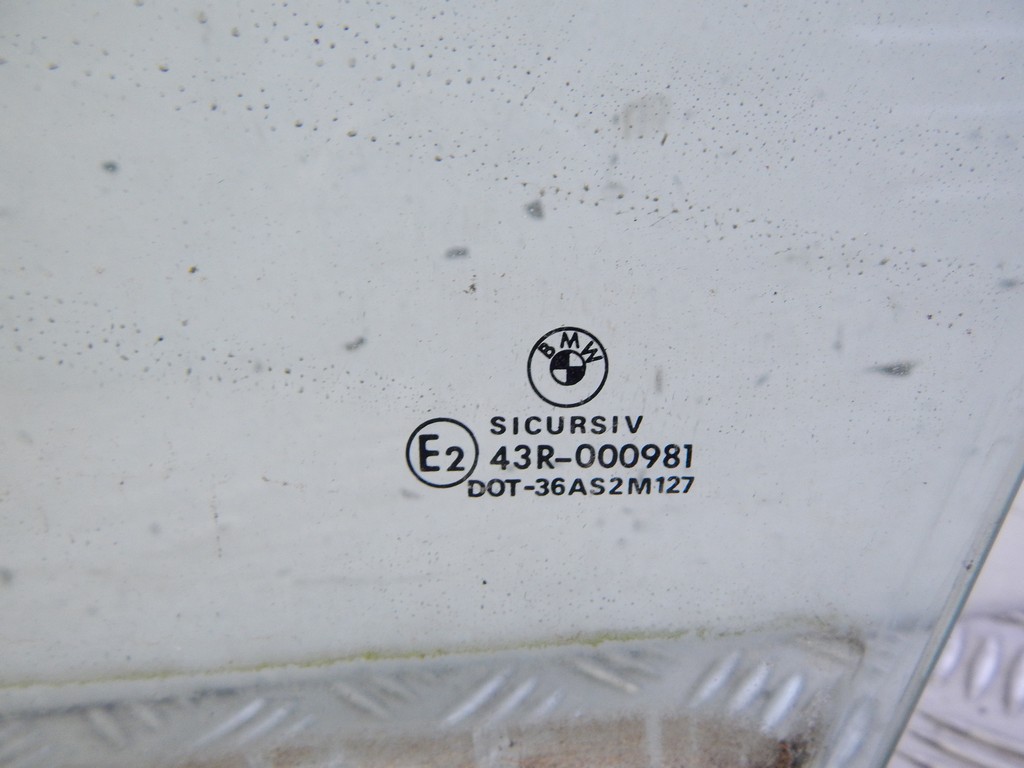 BMW
SICURSIV
E2 43R-000981
DOT-36AS2M127